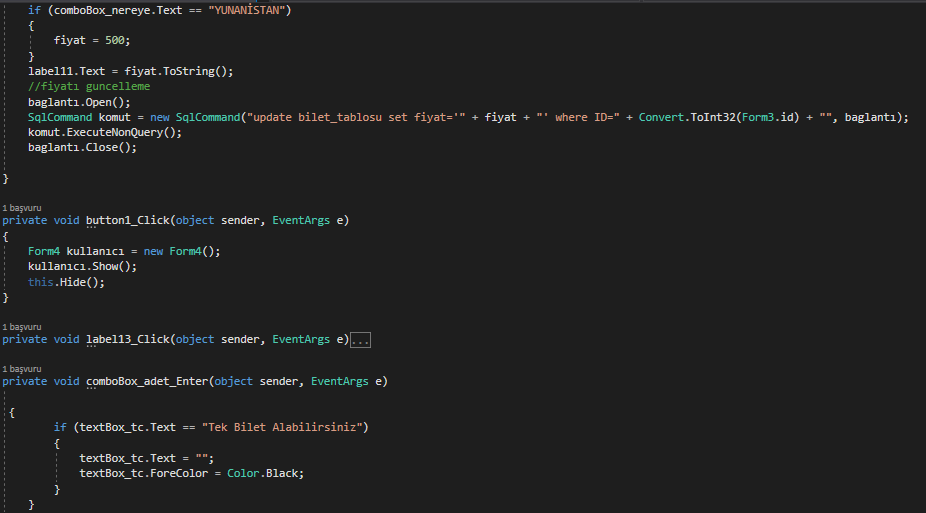 if (comboBox_nereye.Text == "YUNANİSTAN")
{
fiyat = 500;
}
label11.Text = fiyat.ToString();
//fiyatı guncelleme
baglantı.Open();
SqlCommand komut = new SqlCommand("update bilet_tablosu set fiyat='" + fiyat + "' where ID=" + Convert.ToInt32(Form3.id) + "", baglantı);
komut.ExecuteNonQuery();
baglantı.Close();
}
1 başvuru
private void button1_Click(object sender, EventArgs e)
{
Form4 kullanıcı = new Form4();
kullanıcı.Show();
this.Hide();
}
1 başvuru
private void label13_Click(object sender, EventArgs e)...
1 başvuru
private void comboBox_adet_Enter(object sender, EventArgs e)
{
if (textBox_tc.Text == "Tek Bilet Alabilirsiniz")
{
textBox_tc.Text = "";
textBox_tc.ForeColor = Color.Black;
}
}